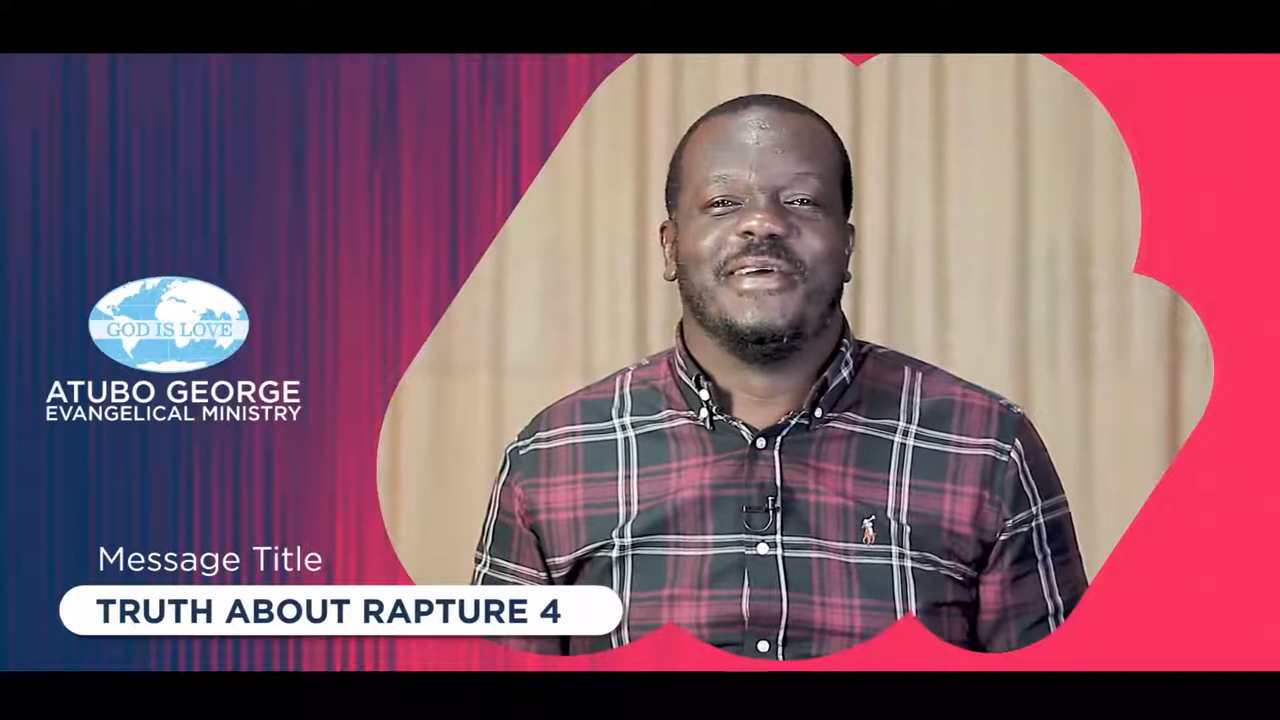 GOD IS LOVE
ATUBO GEORGE
EVANGELICAL MINISTRY
Message Title
TRUTH ABOUT RAPTURE 4